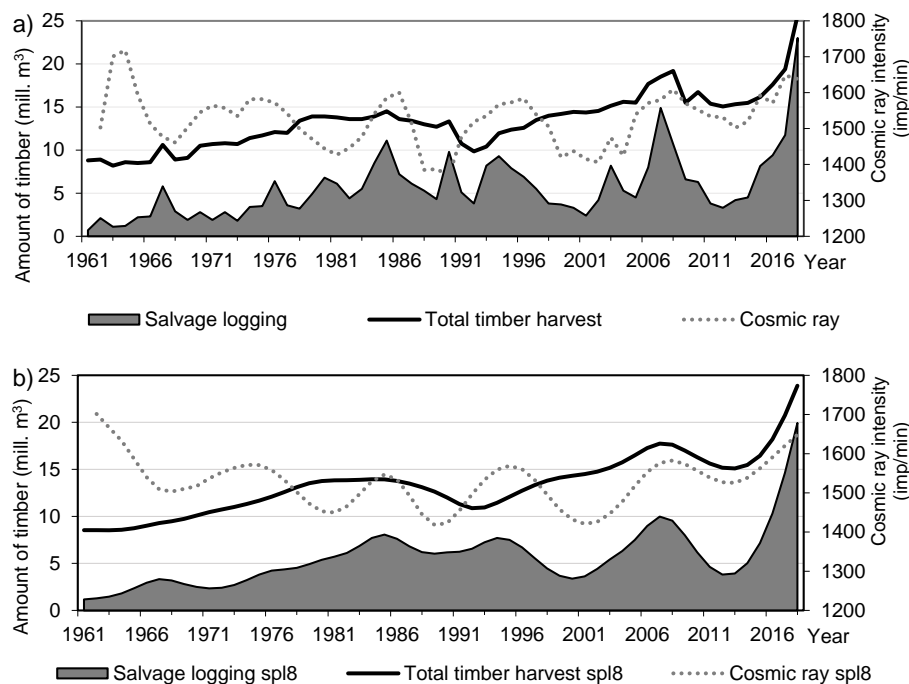 a)
25
20
15
10
5
0
Amount of timber (mill. m³)
1800
1700
1600
1500
1400
1300
1200
Cosmic ray intensity
(imp/min)
1961 1966 1971 1976 1981 1986 1991 1996 2001 2006 2011 2016 Year
Salvage logging Total timber harvest Cosmic ray
b)
25
20
15
10
5
0
Amount of timber (mill. m³)
1800
1700
1600
1500
1400
1300
1200
Cosmic ray intensity
(imp/min)
1961 1966 1971 1976 1981 1986 1991 1996 2001 2006 2011 2016 Year
Salvage logging spl8 Total timber harvest spl8 Cosmic ray spl8